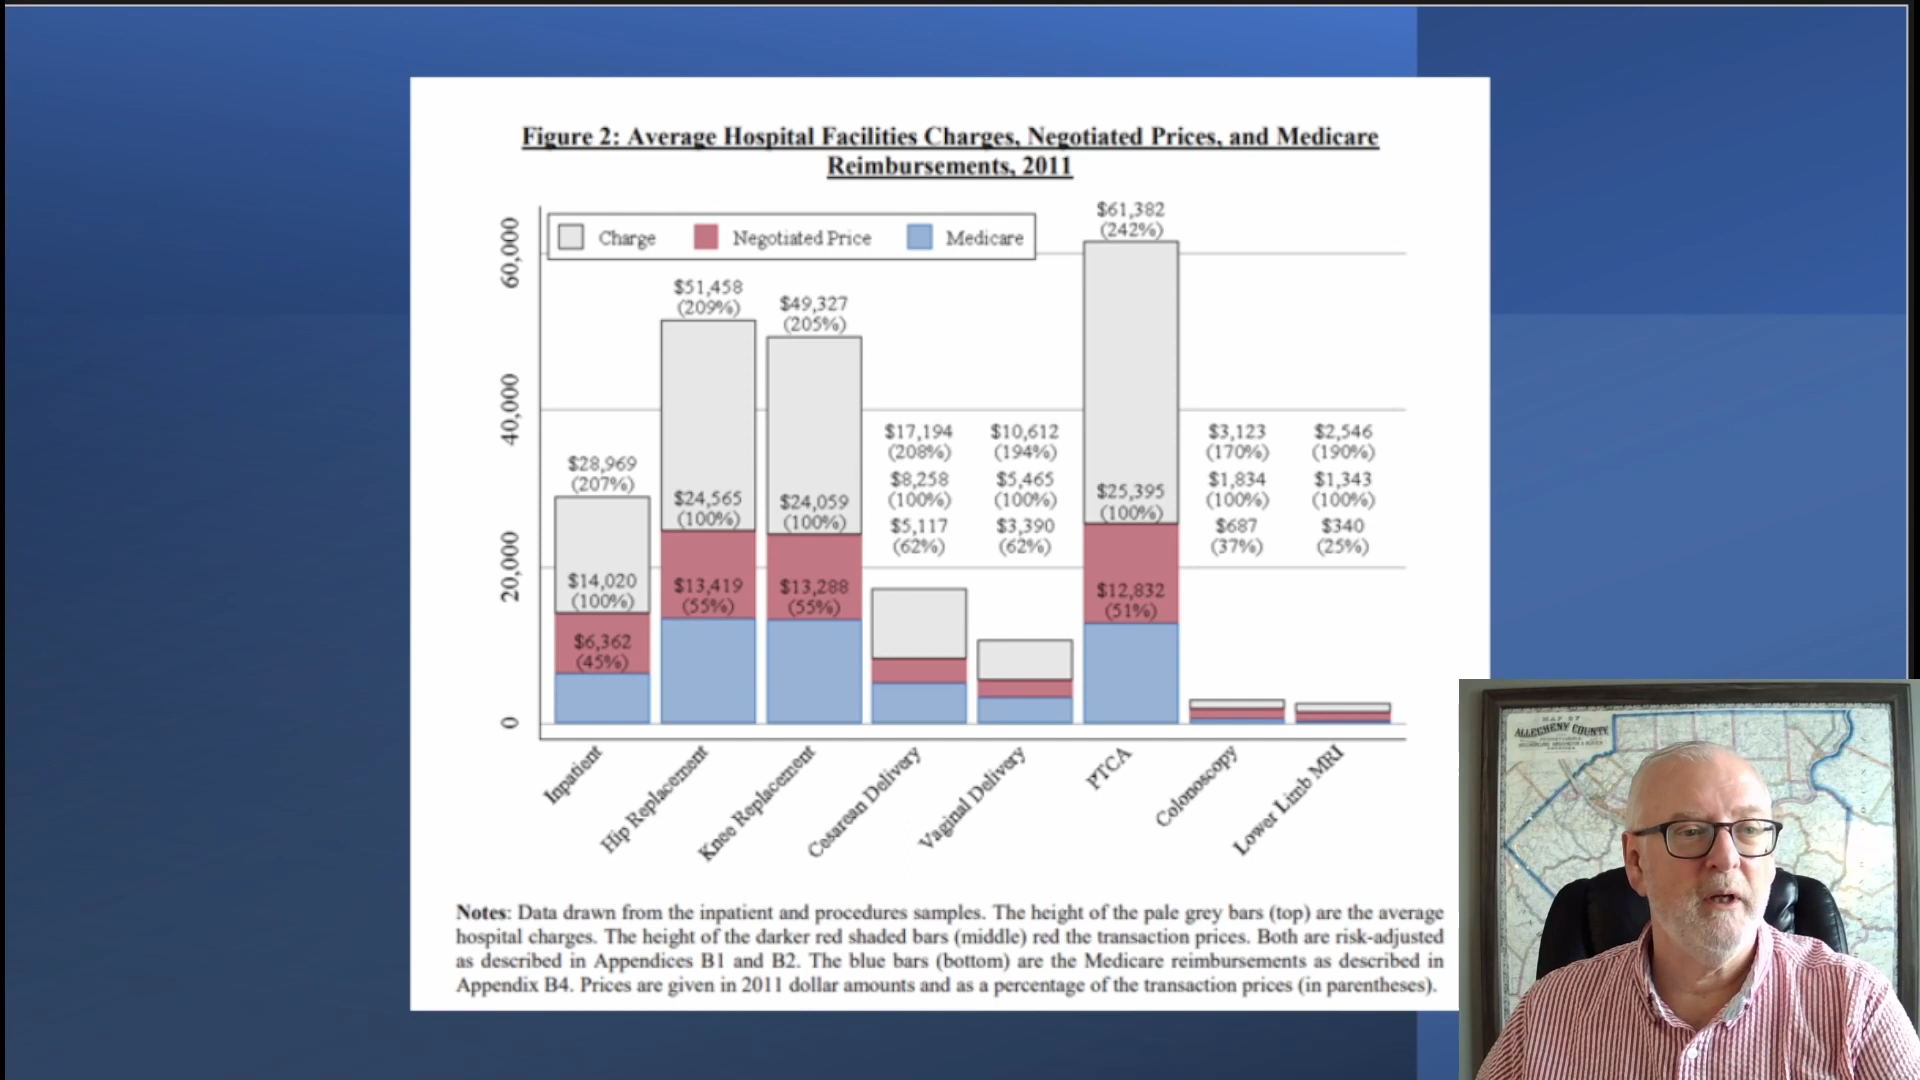 Figure 2: Average Hospital Facilities Charges, Negotiated Prices, and Medicare
Reimbursements, 2011
Charge
Negotiated Price
Medicare
60,000
40,000
20,000
0
$28,969
(207%)
$14,020
(100%)
$6,362
(45%)
$51,458
(209%)
$24,565
(100%)
$13,419
(55%)
$49,327
(205%)
$24,059
(100%)
$13,288
(55%)
$17,194
(208%)
$8,258
(100%)
$5,117
(62%)
$10,612
(194%)
$5,465
(100%)
$3,390
(62%)
$61,382
(242%)
$25,395
(100%)
$12,832
(51%)
$3,123
(170%)
$1,834
(100%)
$687
(37%)
$2,546
(190%)
$1,343
(100%)
$340
(25%)
Inpatient
Hip Replacement
Knee Replacement
Cesarean Delivery
Vaginal Delivery
PTCA
Colonoscopy
Lower Limb MRI
Notes: Data drawn from the inpatient and procedures samples. The height of the pale grey bars (top) are the average
hospital charges. The height of the darker red shaded bars (middle) red the transaction prices. Both are risk-adjusted
as described in Appendices B1 and B2. The blue bars (bottom) are the Medicare reimbursements as described in
Appendix B4. Prices are given in 2011 dollar amounts and as a percentage of the transaction prices (in parentheses).
MAP OF
ALLEGHENY COUNTY